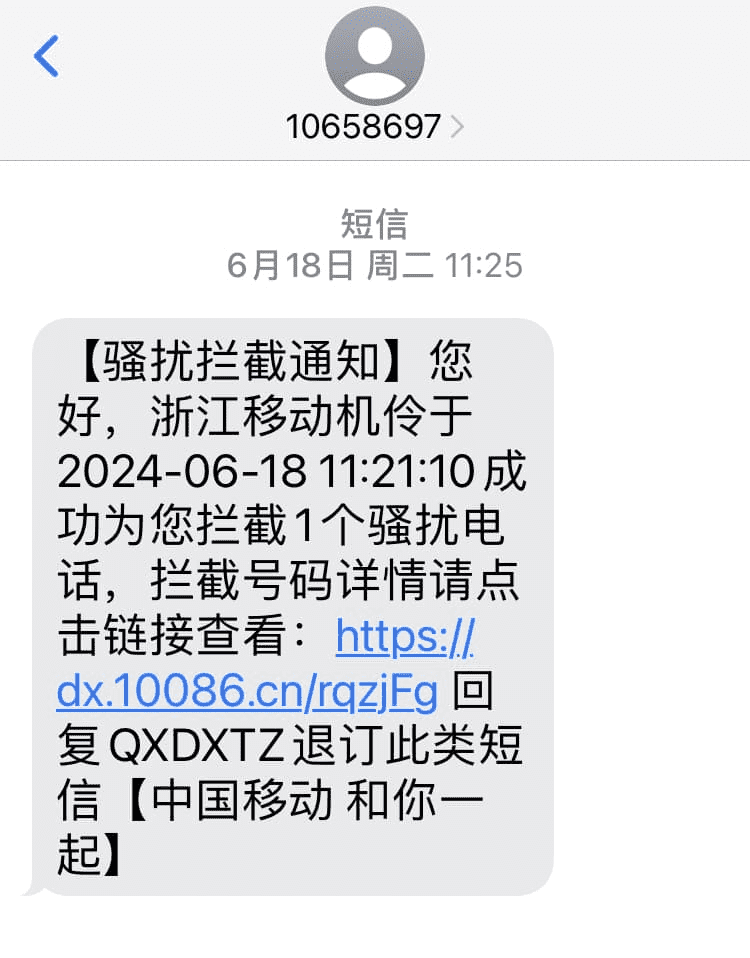 10658697
短信
6月18日 周二 11:25
【骚扰拦截通知】您
好，浙江移动机伶于
2024-06-18 11:21:10成
功为您拦截1个骚扰电
话，拦截号码详情请点
击链接查看：https://
dx.10086.cn/rqzjFg 回
复QXDXTZ退订此类短
信【中国移动 和你一
起】